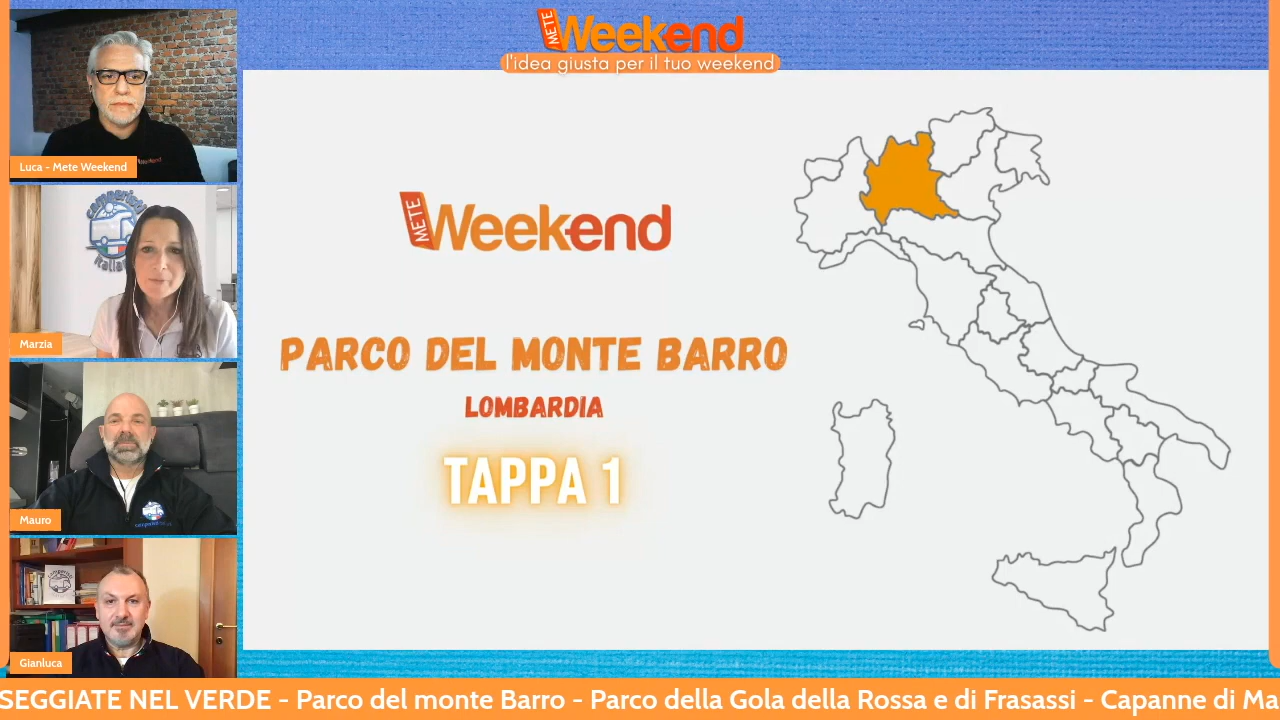 METE Weekend
l'idea giusta per il tuo weekend
Luca - Mete Weekend
Marzia
Mauro
Gianluca
METE Weekend
PARCO DEL MONTE BARRO
LOMBARDIA
TAPPA 1
SEGGIATE NEL VERDE - Parco del monte Barro - Parco della Gola della Rossa e di Frasassi - Capanne di Ma